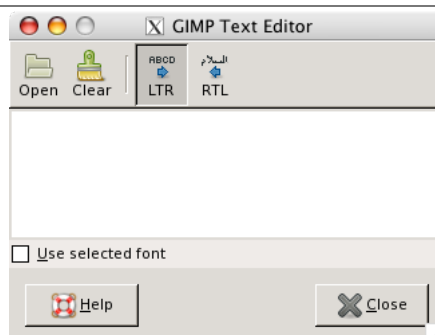 X GIMP Text Editor
ABCD السلام
Open Clear LTR RTL
Use selected font
Help Close